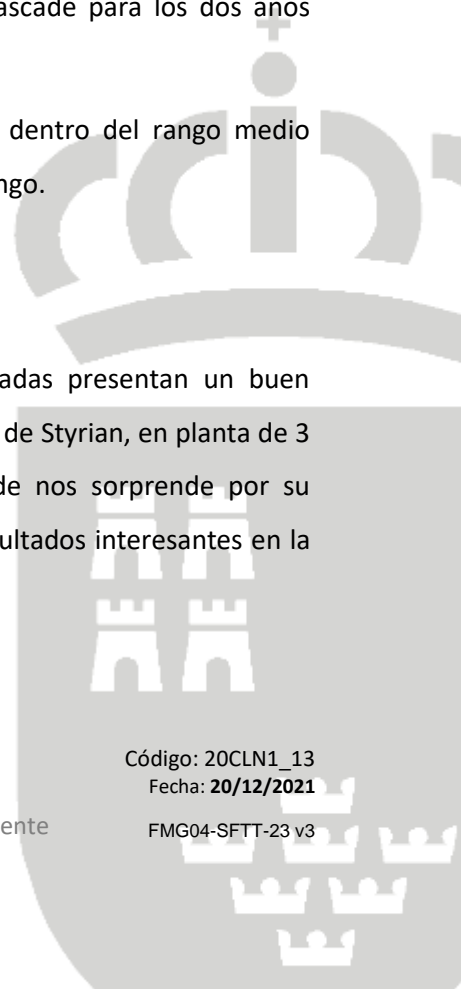 ascade para los dos años
dentro del rango medio
ngo.
adas presentan un buen
de Styrian, en planta de 3
de nos sorprende por su
ultados interesantes en la
Código: 20CLN1_13
Fecha: 20/12/2021
ente
FMG04-SFTT-23 v3